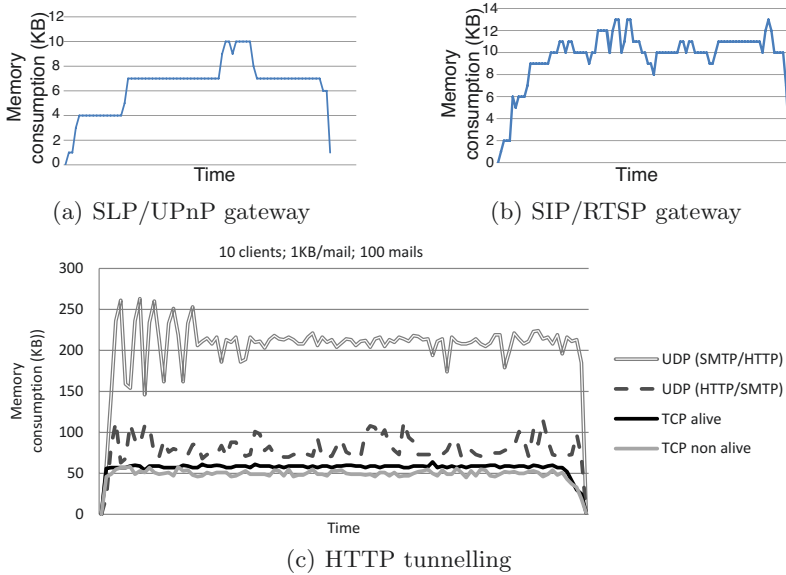 Memory
consumption (KB)
12
10
8
6
4
2
0
Time
(a) SLP/UPnP gateway
Memory
consumption (KB)
14
12
10
8
6
4
2
0
Time
(b) SIP/RTSP gateway
10 clients; 1KB/mail; 100 mails
Memory
consumption (KB))
300
250
200
150
100
50
0
Time
UDP (SMTP/HTTP)
UDP (HTTP/SMTP)
TCP alive
TCP non alive
(c) HTTP tunnelling